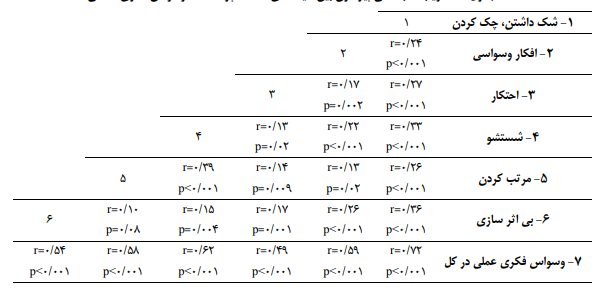 ۱- شک داشتن، چک کردن ۱
۲- افکار وسواسی r=۰/۲۴ p<۰/۰۰۱ ۲
۳- احتکار r=۰/۲۷ p<۰/۰۰۱ r=۰/۱۷ p=۰/۰۰۲ ۳
۴- شستشو r=۰/۳۳ p<۰/۰۰۱ r=۰/۲۲ p<۰/۰۰۱ r=۰/۱۳ p=۰/۰۲ ۴
۵- مرتب کردن r=۰/۲۶ p<۰/۰۰۱ r=۰/۱۳ p=۰/۰۲ r=۰/۱۴ p=۰/۰۰۹ r=۰/۳۹ p<۰/۰۰۱ ۵
۶- بی اثر سازی r=۰/۳۶ p<۰/۰۰۱ r=۰/۲۶ p<۰/۰۰۱ r=۰/۱۷ p=۰/۰۰۱ r=۰/۱۵ p=۰/۰۰۴ r=۰/۱۰ p=۰/۰۸ ۶
۷- وسواس فکری عملی در کل r=۰/۷۲ p<۰/۰۰۱ r=۰/۵۹ p<۰/۰۰۱ r=۰/۴۹ p<۰/۰۰۱ r=۰/۶۲ p<۰/۰۰۱ r=۰/۵۸ p<۰/۰۰۱ r=۰/۵۴ p<۰/۰۰۱